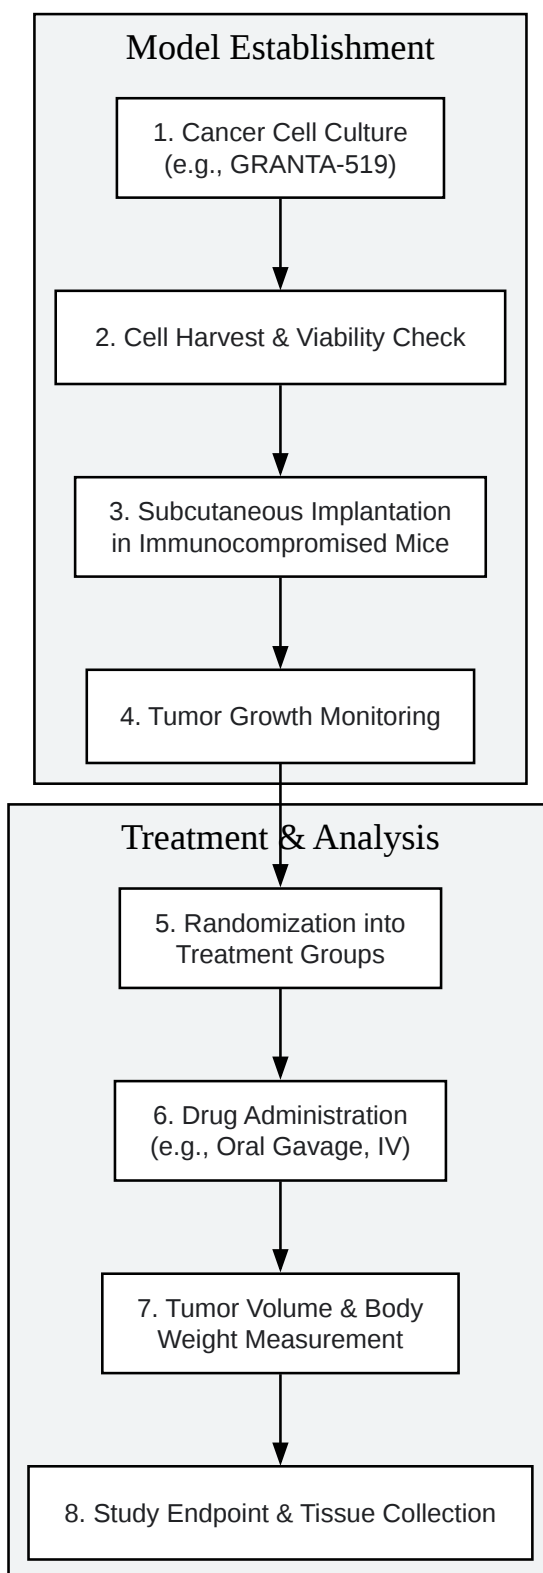 Model Establishment
1. Cancer Cell Culture
(e.g., GRANTA-519)
2. Cell Harvest & Viability Check
3. Subcutaneous Implantation
in Immunocompromised Mice
4. Tumor Growth Monitoring
Treatment & Analysis
5. Randomization into
Treatment Groups
6. Drug Administration
(e.g., Oral Gavage, IV)
7. Tumor Volume & Body
Weight Measurement
8. Study Endpoint & Tissue Collection